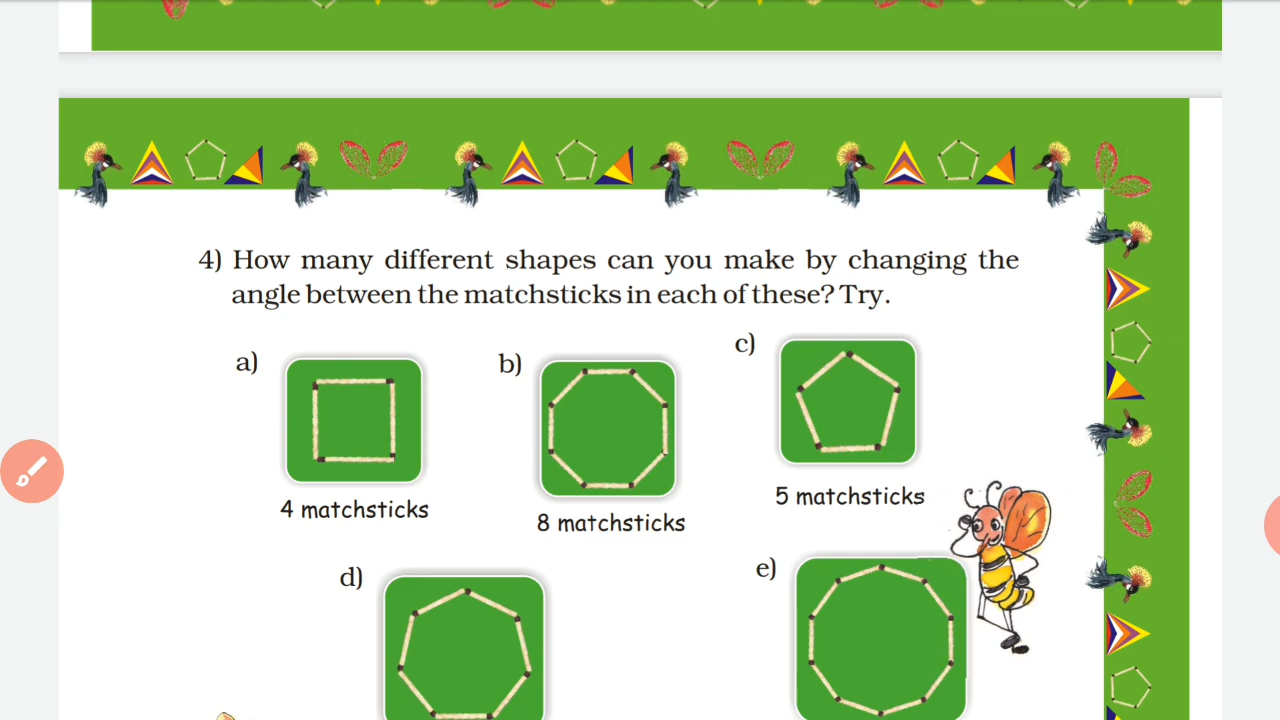 4) How many different shapes can you make by changing the
angle between the matchsticks in each of these? Try.
a)
b)
c)
4 matchsticks
8 matchsticks
5 matchsticks
d)
e)